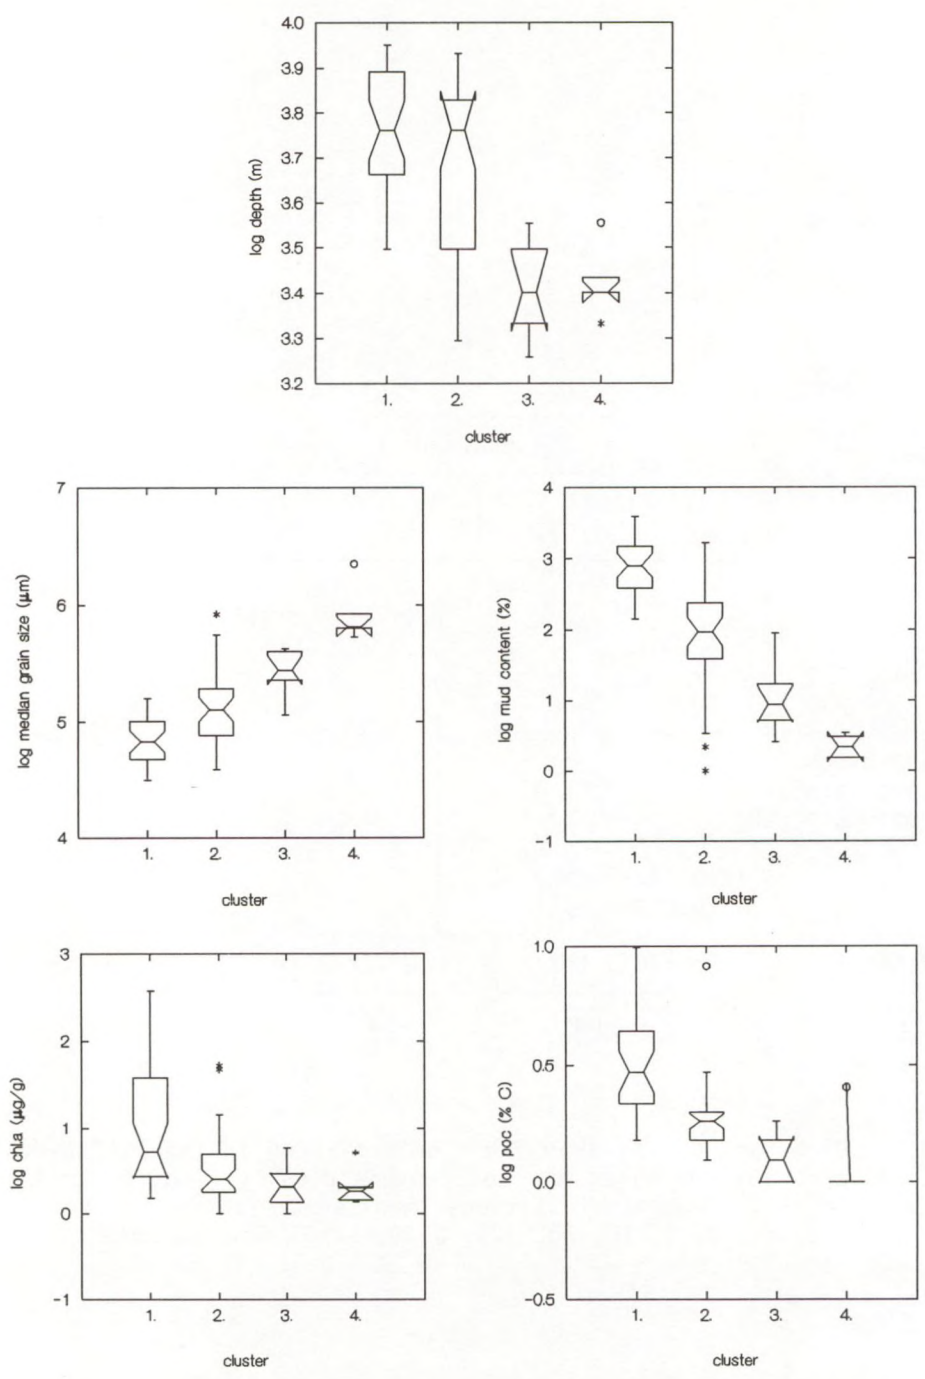 4.0
3.9
3.8
3.7
3.6
3.5
3.4
3.3
3.2
log depth (m)
1. 2. 3. 4.
cluster
7
6
5
4
log median grain size (µm)
1. 2. 3. 4.
cluster
4
3
2
1
0
-1
log mud content (%)
1. 2. 3. 4.
cluster
3
2
1
0
-1
log chl.a (µg/g)
1. 2. 3. 4.
cluster
1.0
0.5
0.0
-0.5
log poc (% C)
1. 2. 3. 4.
cluster